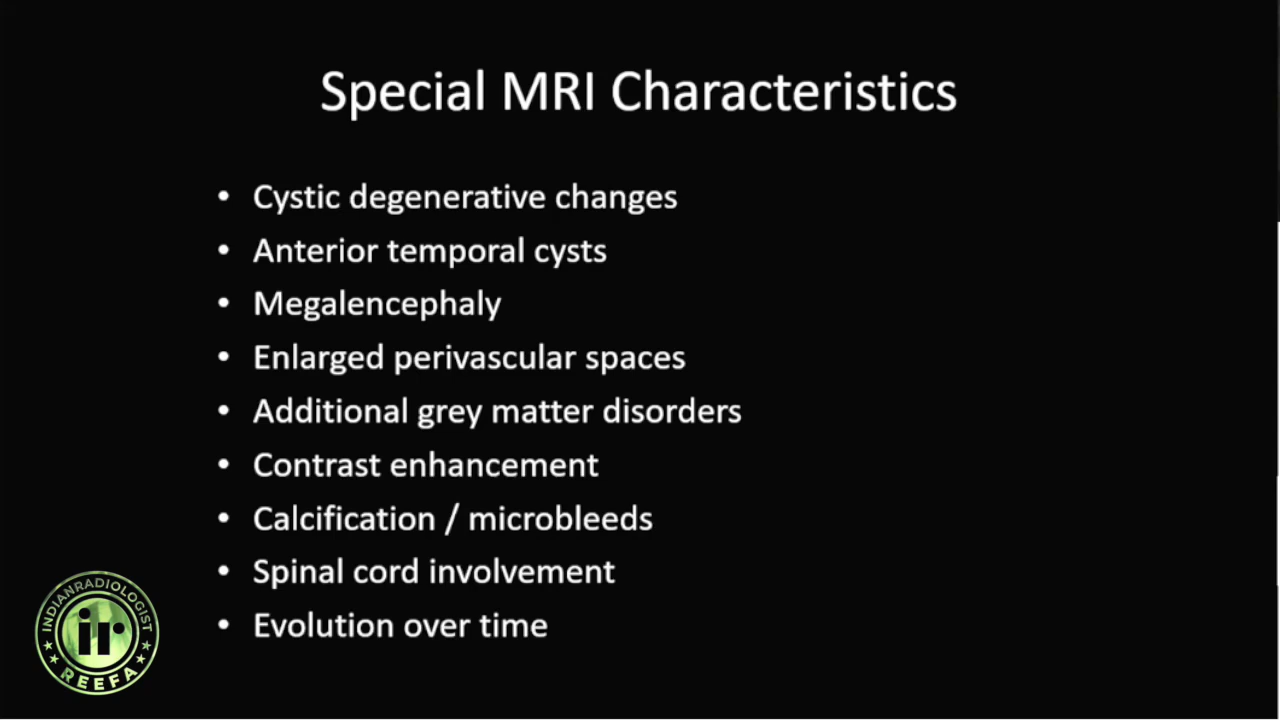 Special MRI Characteristics
• Cystic degenerative changes
• Anterior temporal cysts
• Megalencephaly
• Enlarged perivascular spaces
• Additional grey matter disorders
• Contrast enhancement
• Calcification / microbleeds
• Spinal cord involvement
• Evolution over time
INDIANRADIOLOGIST
ir
REEFA